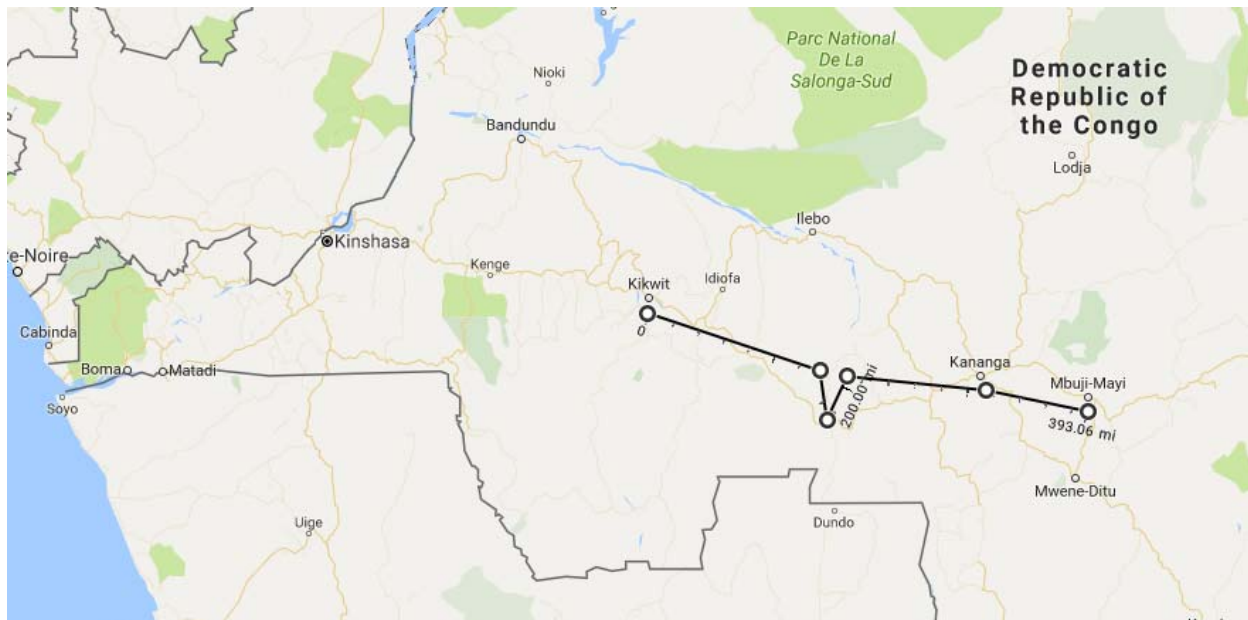 Parc National
De La
Salonga-Sud
Democratic
Republic of
the Congo
Nioki
Bandundu
Lodja
Ilebo
Kinshasa
re-Noire
Kenge
Idiofa
Kikwit
0
Cabinda
Kananga
Boma
Matadi
Mbuji-Mayi
200.00 mi
393.06 mi
Soyo
Mwene-Ditu
Uige
Dundo